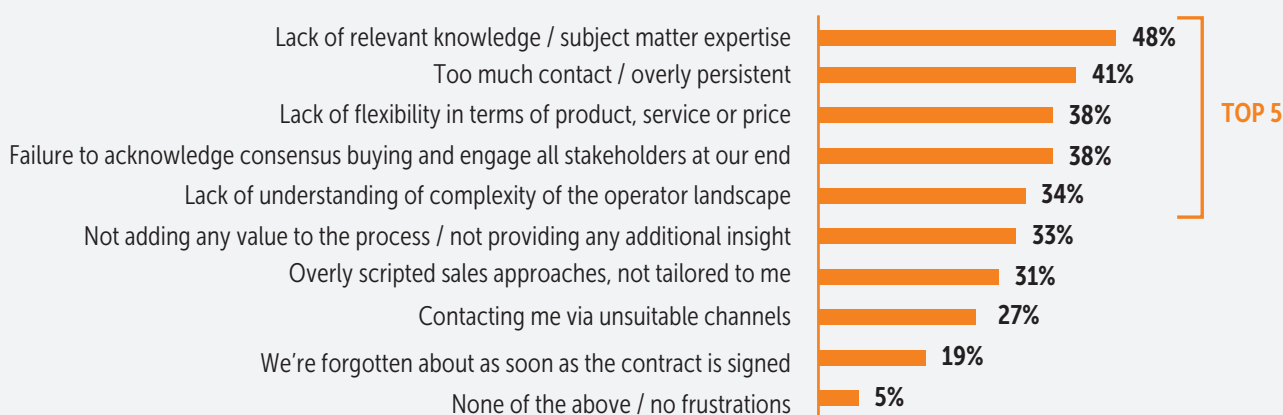 Lack of relevant knowledge / subject matter expertise 48%
Too much contact / overly persistent 41%
Lack of flexibility in terms of product, service or price 38%
TOP 5
Failure to acknowledge consensus buying and engage all stakeholders at our end 38%
Lack of understanding of complexity of the operator landscape 34%
Not adding any value to the process / not providing any additional insight 33%
Overly scripted sales approaches, not tailored to me 31%
Contacting me via unsuitable channels 27%
We’re forgotten about as soon as the contract is signed 19%
None of the above / no frustrations 5%